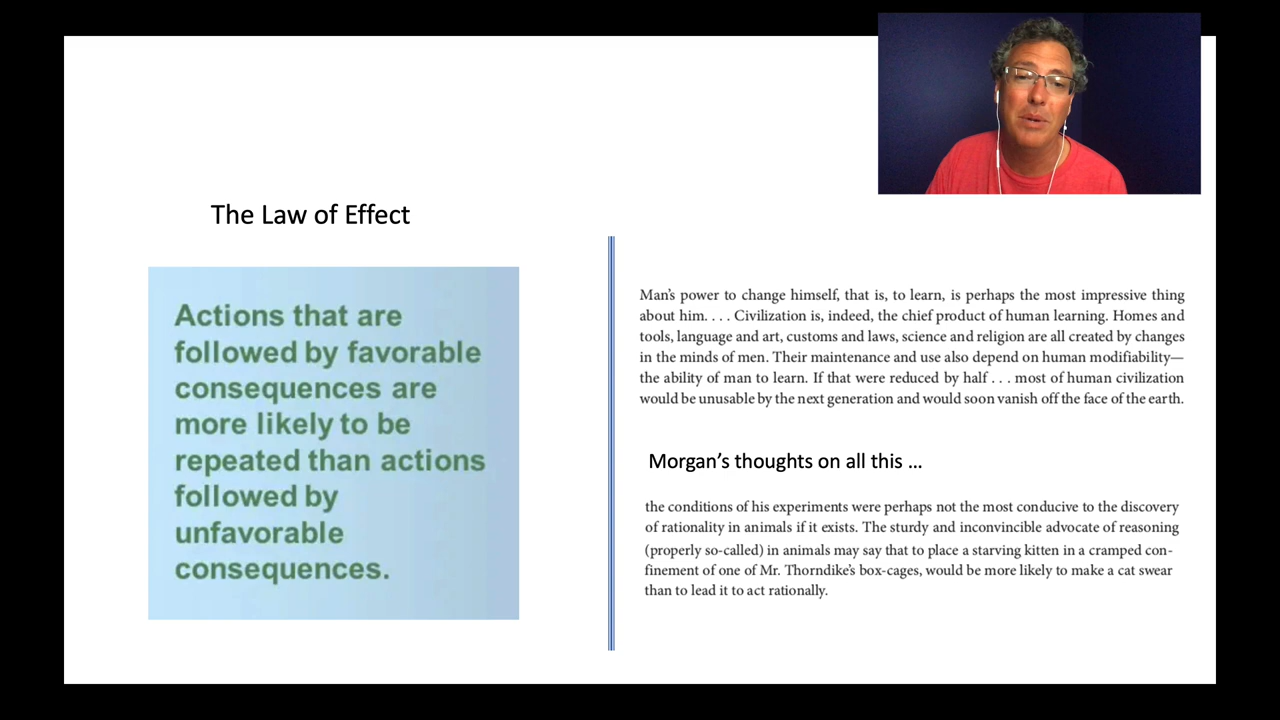 The Law of Effect
Actions that are
followed by favorable
consequences are
more likely to be
repeated than actions
followed by
unfavorable
consequences.
Man’s power to change himself, that is, to learn, is perhaps the most impressive thing
about him. . . . Civilization is, indeed, the chief product of human learning. Homes and
tools, language and art, customs and laws, science and religion are all created by changes
in the minds of men. Their maintenance and use also depend on human modifiability—
the ability of man to learn. If that were reduced by half . . . most of human civilization
would be unusable by the next generation and would soon vanish off the face of the earth.
Morgan’s thoughts on all this ...
the conditions of his experiments were perhaps not the most conducive to the discovery
of rationality in animals if it exists. The sturdy and inconvincible advocate of reasoning
(properly so-called) in animals may say that to place a starving kitten in a cramped con-
finement of one of Mr. Thorndike’s box-cages, would be more likely to make a cat swear
than to lead it to act rationally.